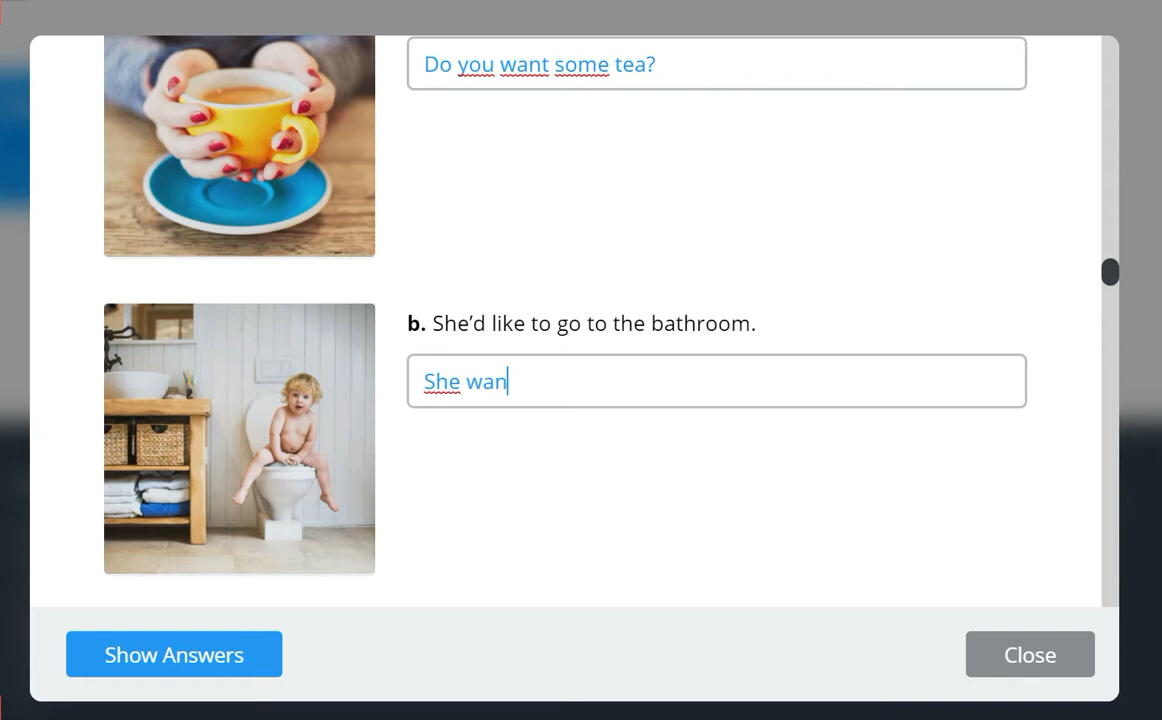 Do you want some tea?
b. She’d like to go to the bathroom.
She wan
Show Answers
Close